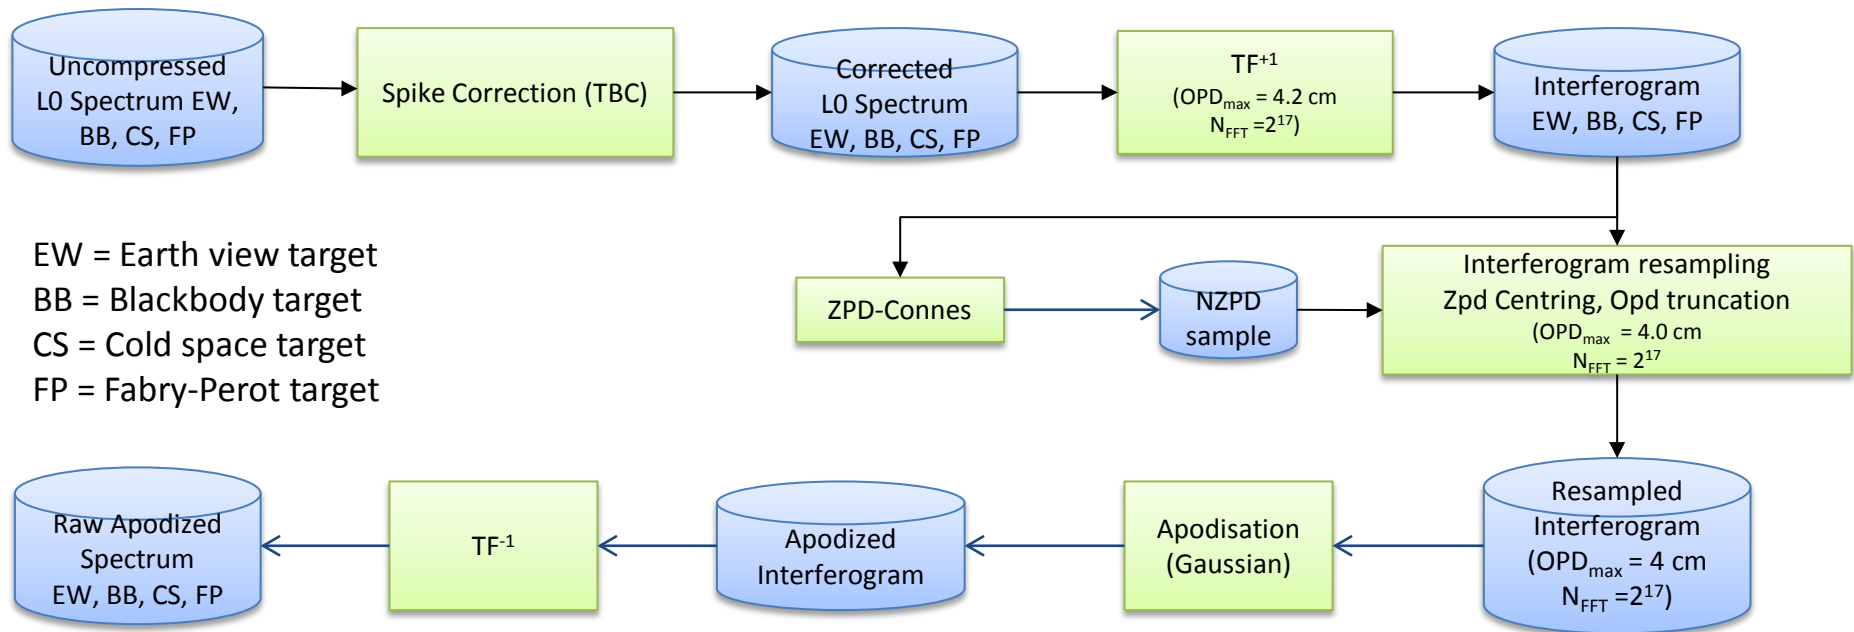 Uncompressed
L0 Spectrum EW,
BB, CS, FP
Spike Correction (TBC)
Corrected
L0 Spectrum
EW, BB, CS, FP
TF+1
(OPDmax = 4.2 cm
NFFT =2^17)
Interferogram
EW, BB, CS, FP
EW = Earth view target
BB = Blackbody target
CS = Cold space target
FP = Fabry-Perot target
ZPD-Connes
NZPD
sample
Interferogram resampling
Zpd Centring, Opd truncation
(OPDmax = 4.0 cm
NFFT = 2^17
Raw Apodized
Spectrum
EW, BB, CS, FP
TF-1
Apodized
Interferogram
Apodisation
(Gaussian)
Resampled
Interferogram
(OPDmax = 4 cm
NFFT =2^17)